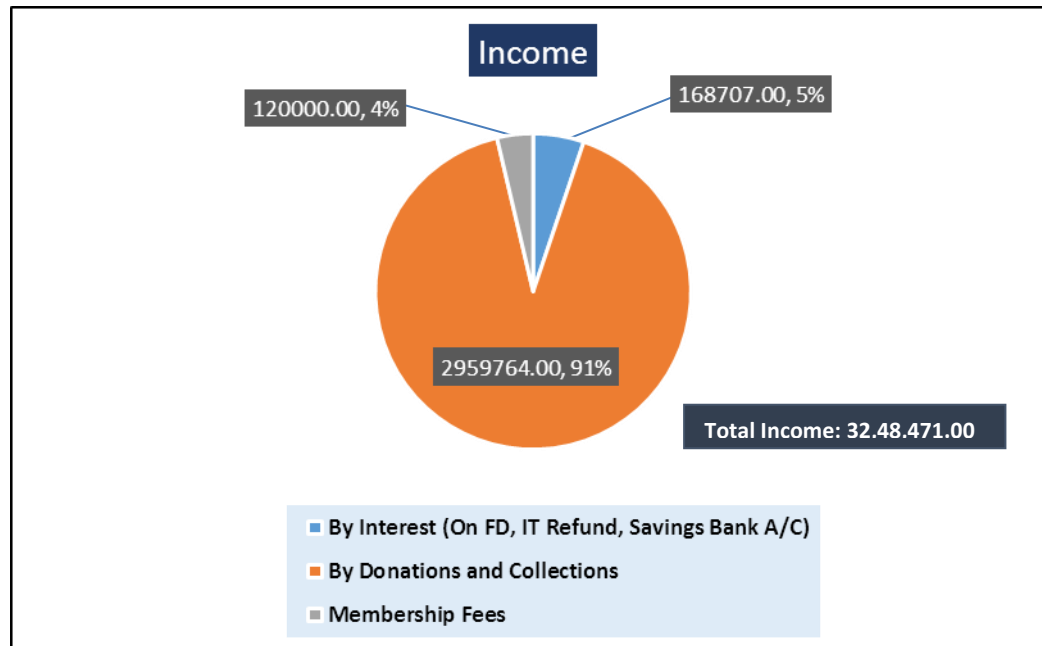 Income
120000.00, 4%
168707.00, 5%
2959764.00, 91%
Total Income: 32.48.471.00
By Interest (On FD, IT Refund, Savings Bank A/C)
By Donations and Collections
Membership Fees